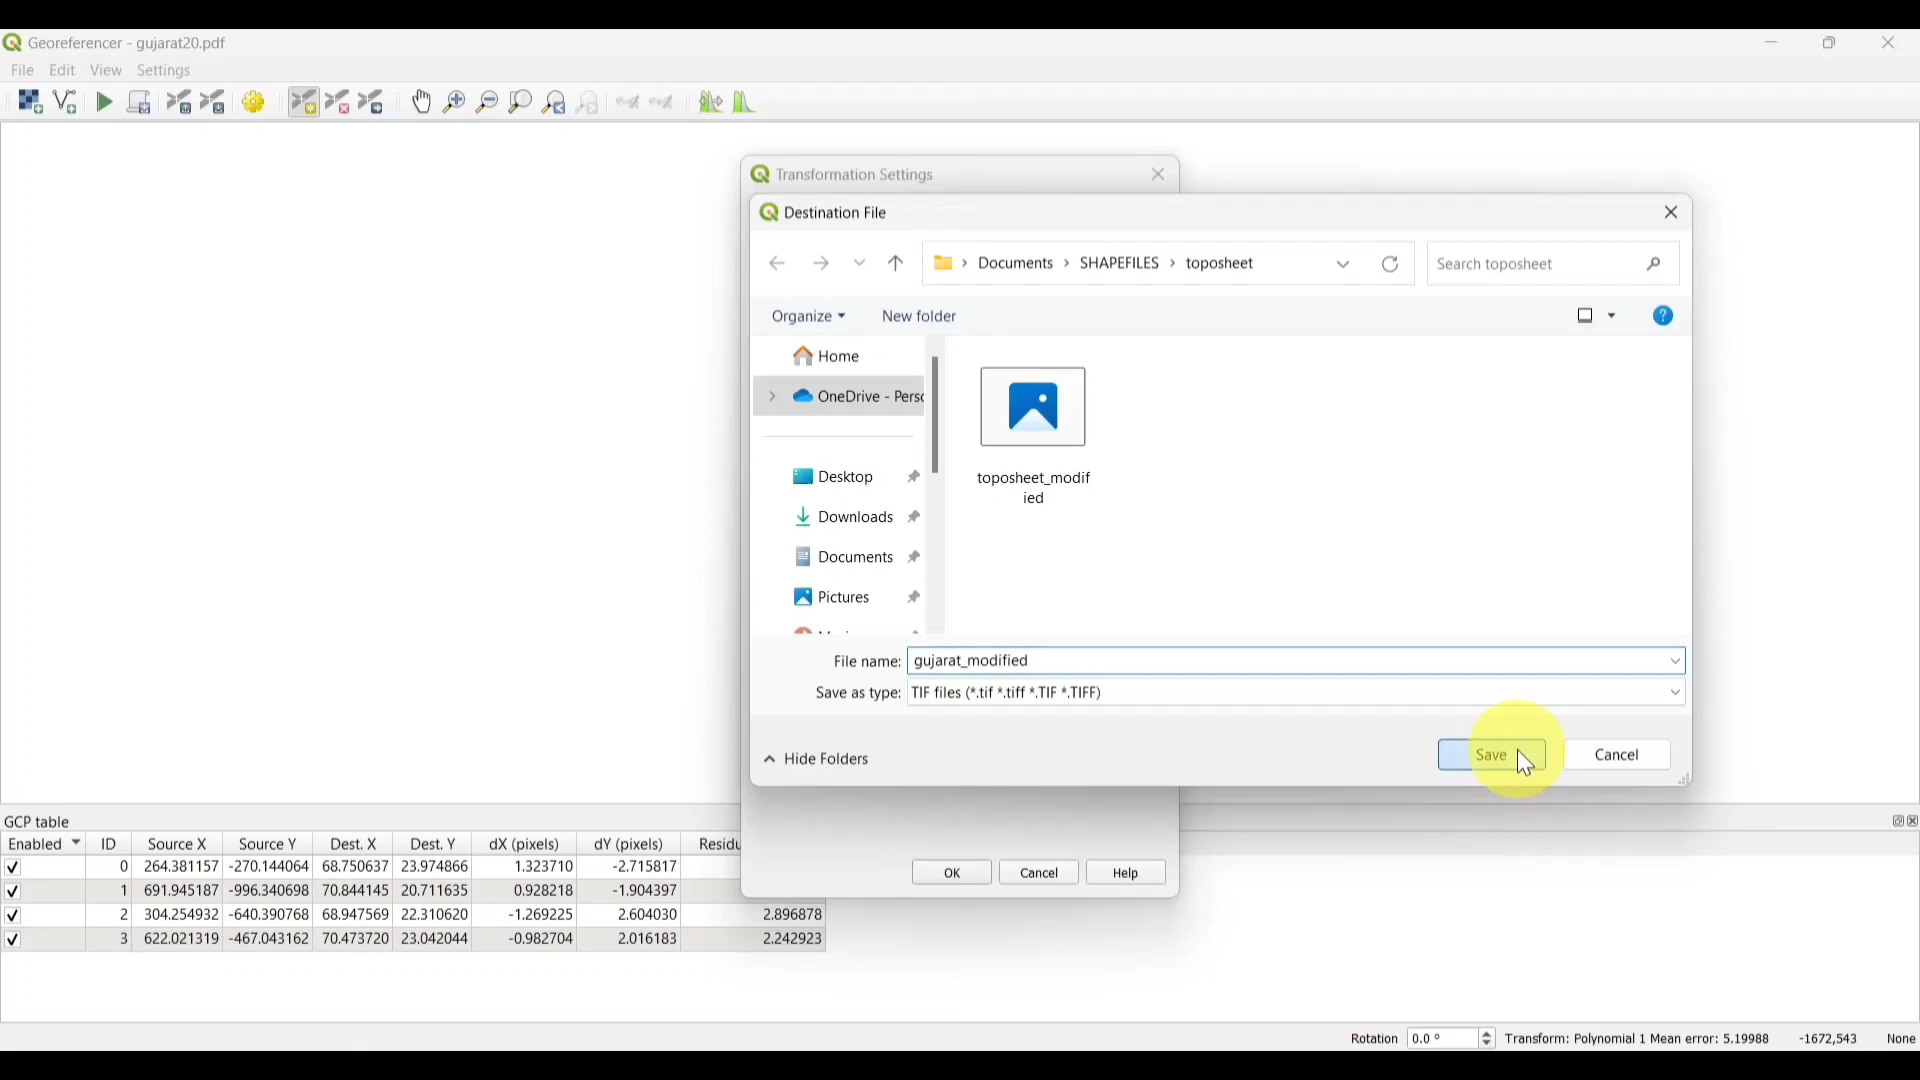 Georeferencer - gujarat20.pdf
File Edit View Settings
Transformation Settings
Destination File
Documents > SHAPEFILES > toposheet
Search toposheet
Organize New folder
Home
OneDrive - Perso
Desktop
Downloads
Documents
Pictures
toposheet_modif
ied
File name: gujarat_modified
Save as type: TIF files (*.tif *.tiff *.TIF *.TIFF)
Hide Folders
Save Cancel
OK Cancel Help
GCP table
Enabled ID Source X Source Y Dest. X Dest. Y dX (pixels) dY (pixels) Residu
0 264.381157 -270.144064 68.750637 23.974866 1.323710 -2.715817
1 691.945187 -996.340698 70.844145 20.711635 0.928218 -1.904397
2 304.254932 -640.390768 68.947569 22.310620 -1.269225 2.604030 2.896878
3 622.021319 -467.043162 70.473720 23.042044 -0.982704 2.016183 2.242923
Rotation 0.0 ° Transform: Polynomial 1 Mean error: 5.19988 -1672,543 None